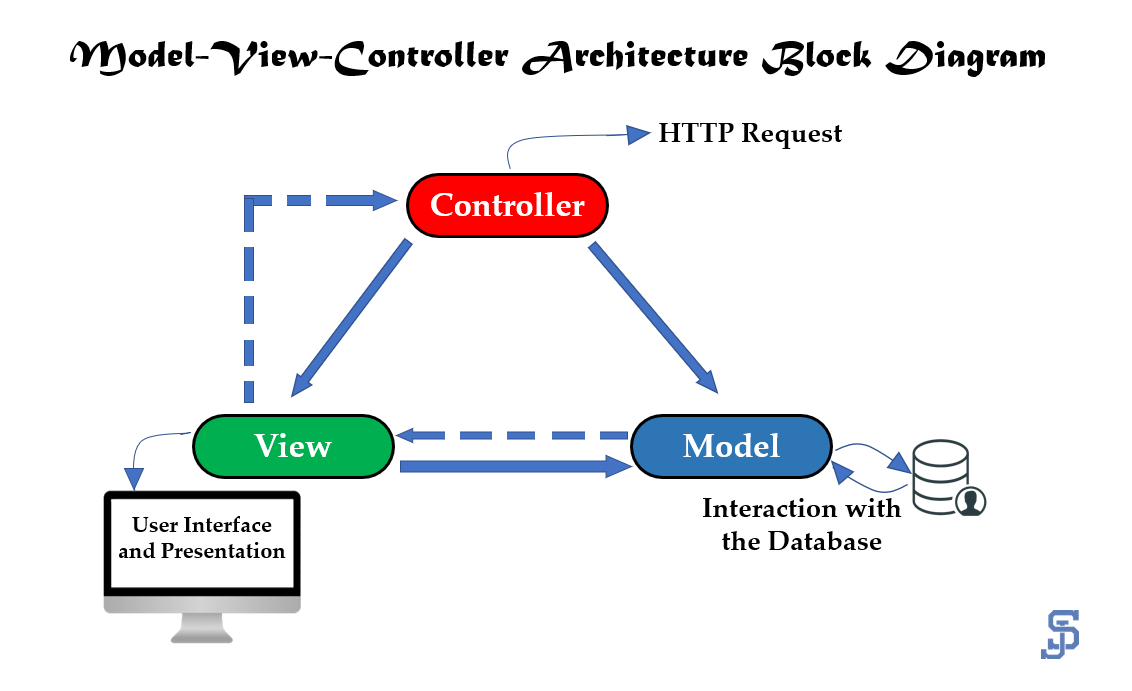 Model-View-Controller Architecture Block Diagram
HTTP Request
Controller
View
Model
User Interface
and Presentation
Interaction with
the Database